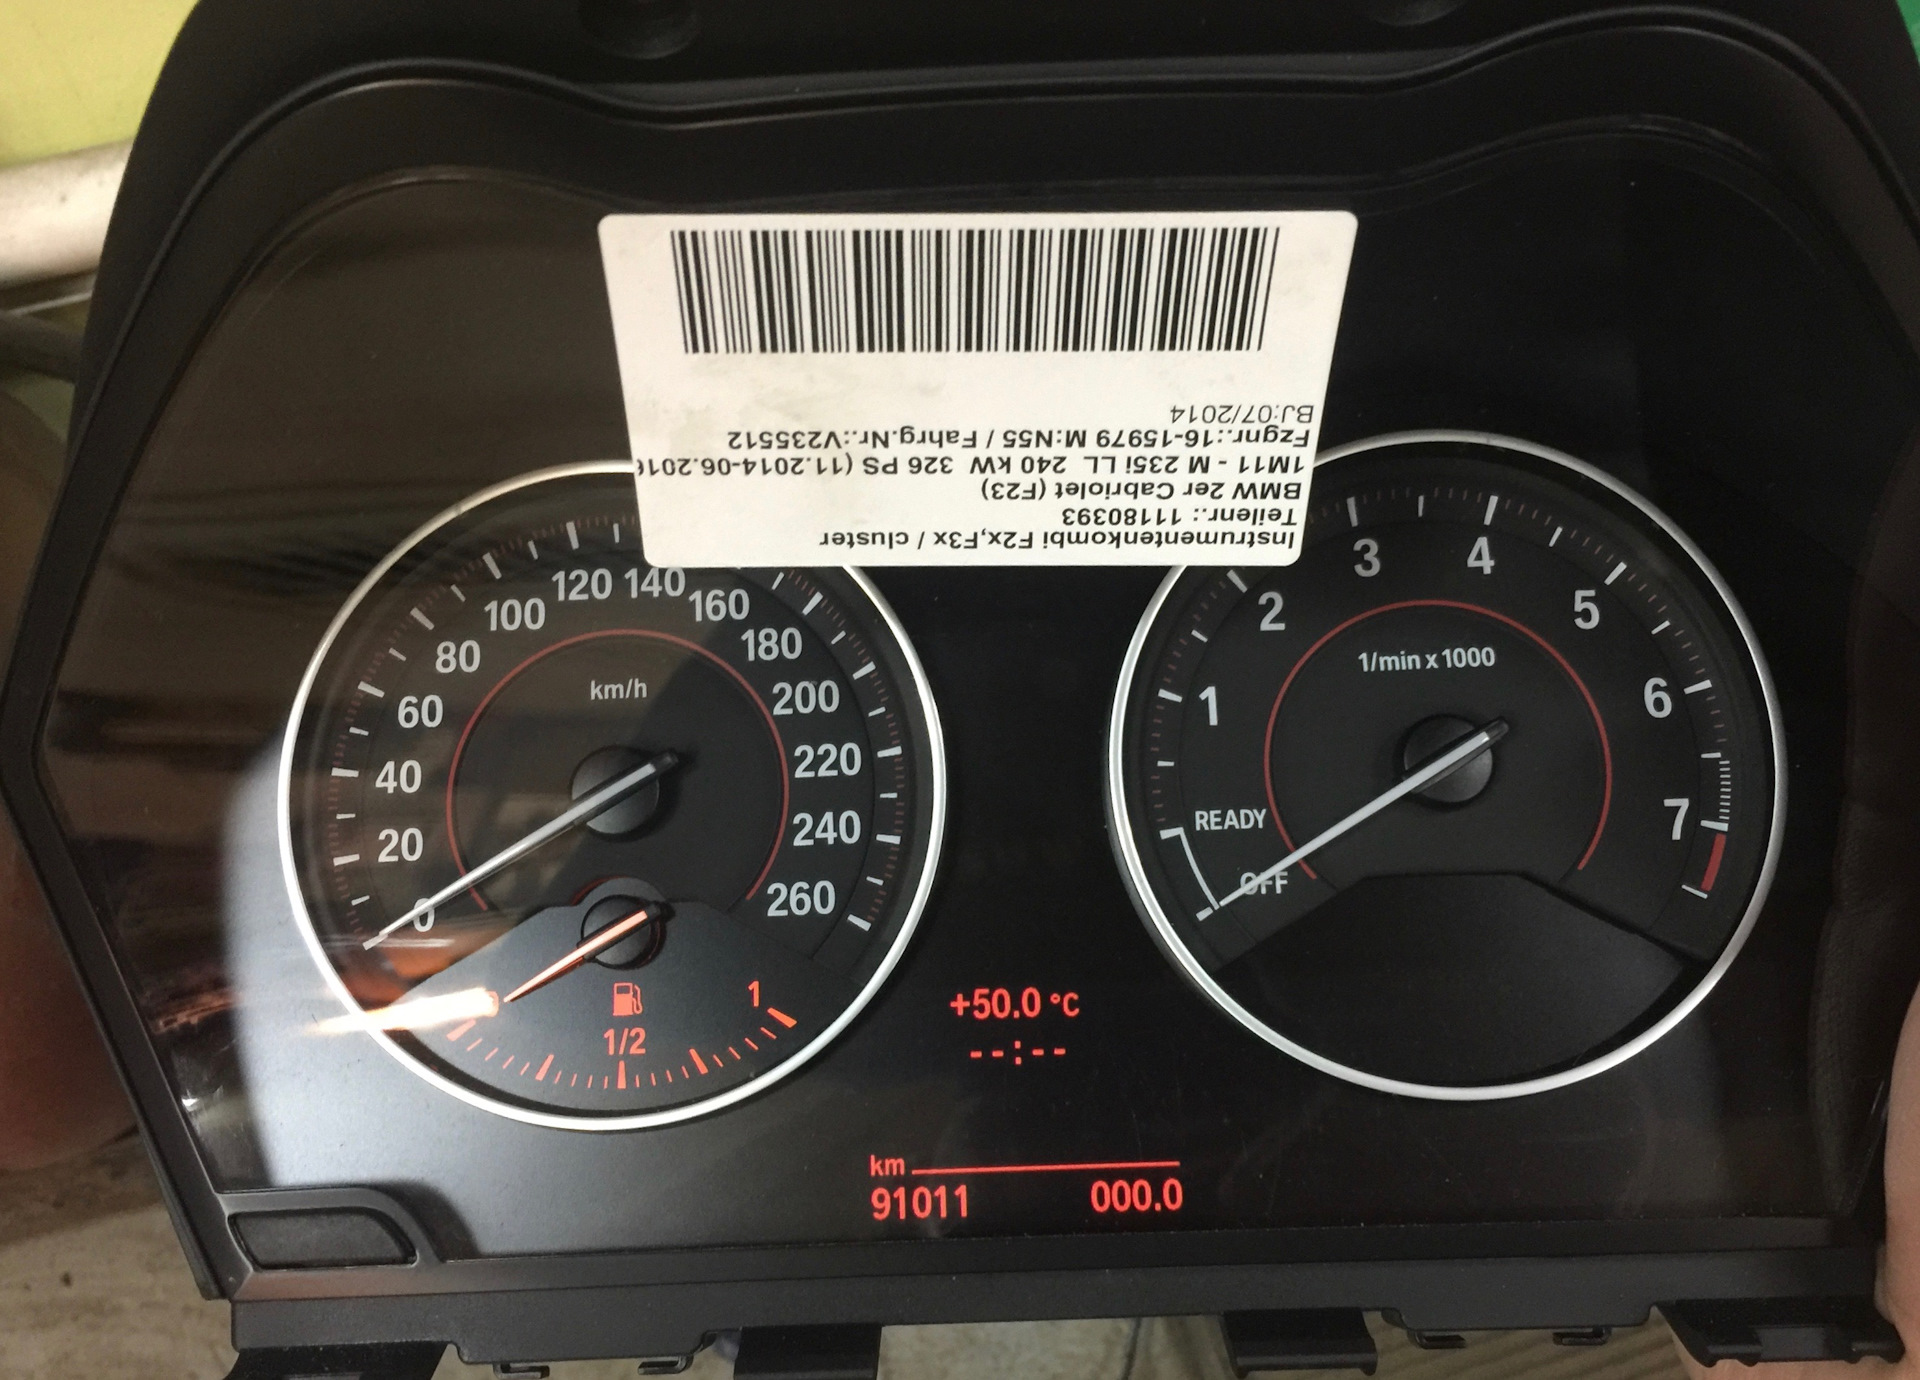 Instrumentenkombi F2x,F3x / cluster
Teilenr.: 11180393
BMW 2er Cabriolet (F23)
1M11 - M 235i LL 240 kW 326 PS (11.2014-06.2016
Fzgnr.:16-15979 M:N55 / Fahrg.Nr.:V235512
BJ:07/2014
0
20
40
60
80
100
120
140
160
180
200
220
240
260
km/h
1/2
1
OFF
READY
1
2
3
4
5
6
7
1/min x 1000
+50.0 °C
--:--
km
91011 000.0